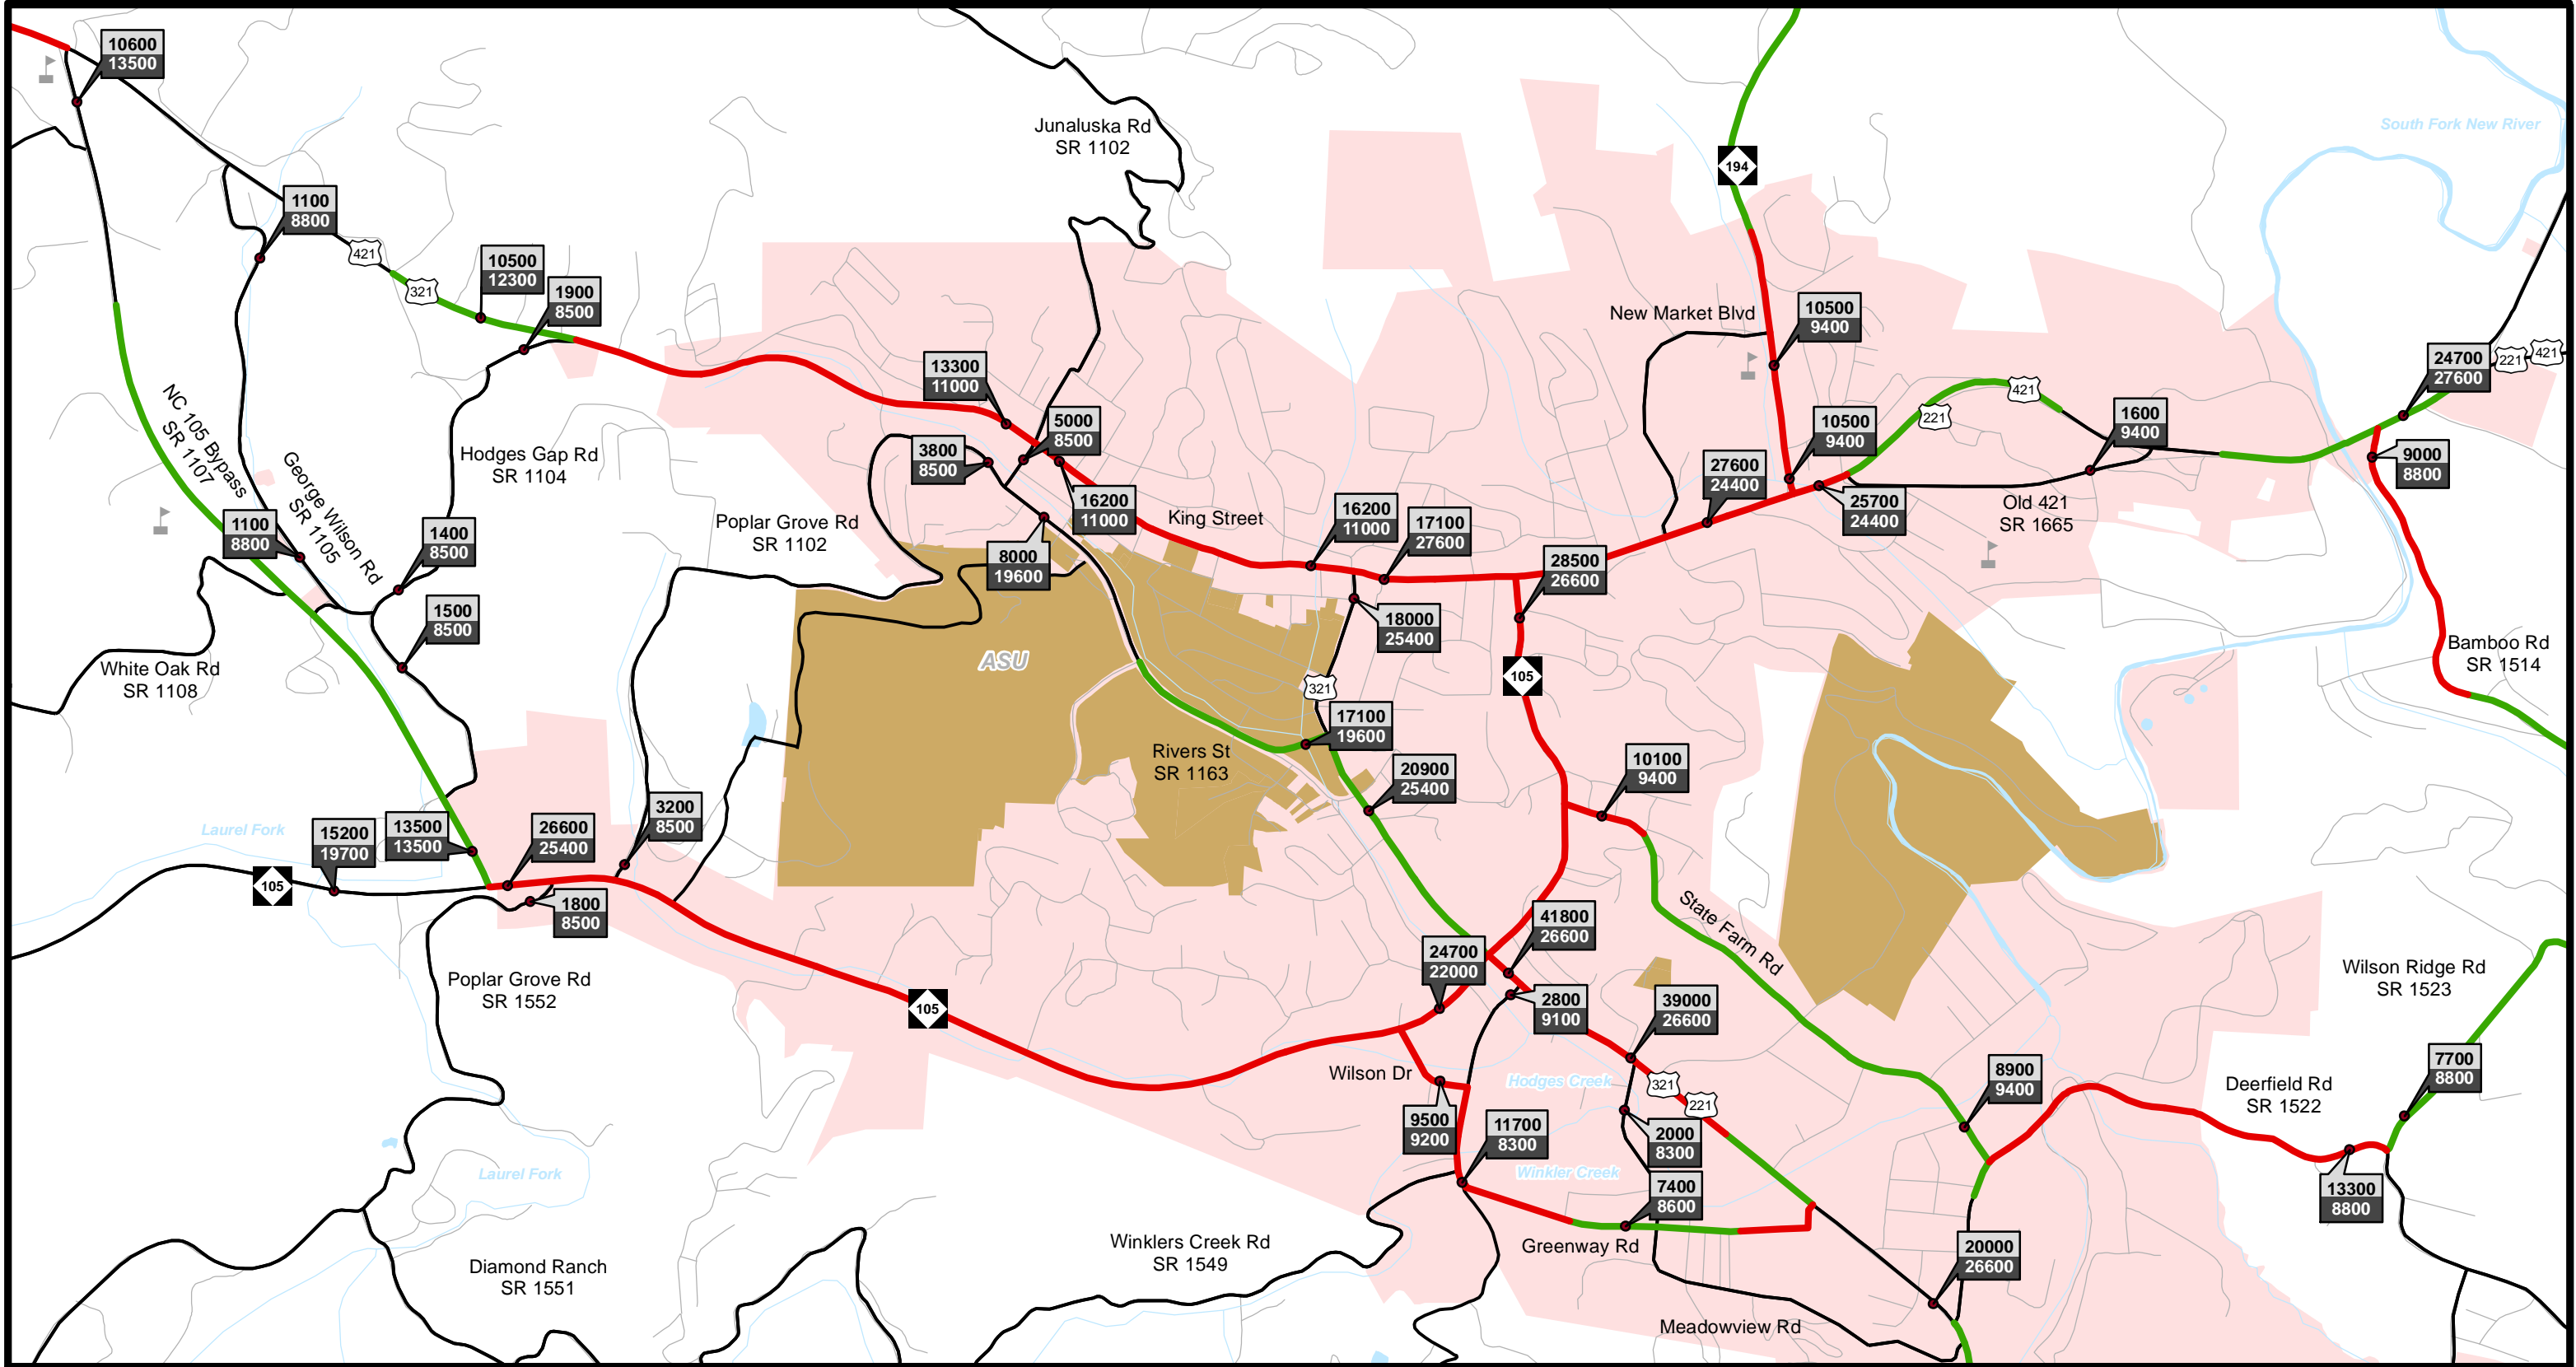 10600
13500
Junaluska Rd
SR 1102
South Fork New River
194
1100
8800
421
321
10500
12300
1900
8500
New Market Blvd
10500
9400
24700
27600
221
421
13300
11000
5000
8500
3800
8500
421
221
10500
9400
1600
9400
9000
8800
NC 105 Bypass
SR 1107
George Wilson Rd
SR 1105
Hodges Gap Rd
SR 1104
27600
24400
25700
24400
Old 421
SR 1665
16200
11000
King Street
16200
11000
17100
27600
Poplar Grove Rd
SR 1102
1100
8800
1400
8500
8000
19600
28500
26600
18000
25400
1500
8500
White Oak Rd
SR 1108
ASU
321
105
Bamboo Rd
SR 1514
17100
19600
Rivers St
SR 1163
20900
25400
10100
9400
Laurel Fork
15200
19700
13500
13500
26600
25400
3200
8500
105
1800
8500
41800
26600
State Farm Rd
24700
22000
Poplar Grove Rd
SR 1552
105
2800
9100
39000
26600
Wilson Ridge Rd
SR 1523
Wilson Dr
Hodges Creek
321
221
8900
9400
7700
8800
Deerfield Rd
SR 1522
9500
9200
11700
8300
2000
8300
Laurel Fork
Winkler Creek
7400
8600
13300
8800
Diamond Ranch
SR 1551
Winklers Creek Rd
SR 1549
Greenway Rd
20000
26600
Meadowview Rd